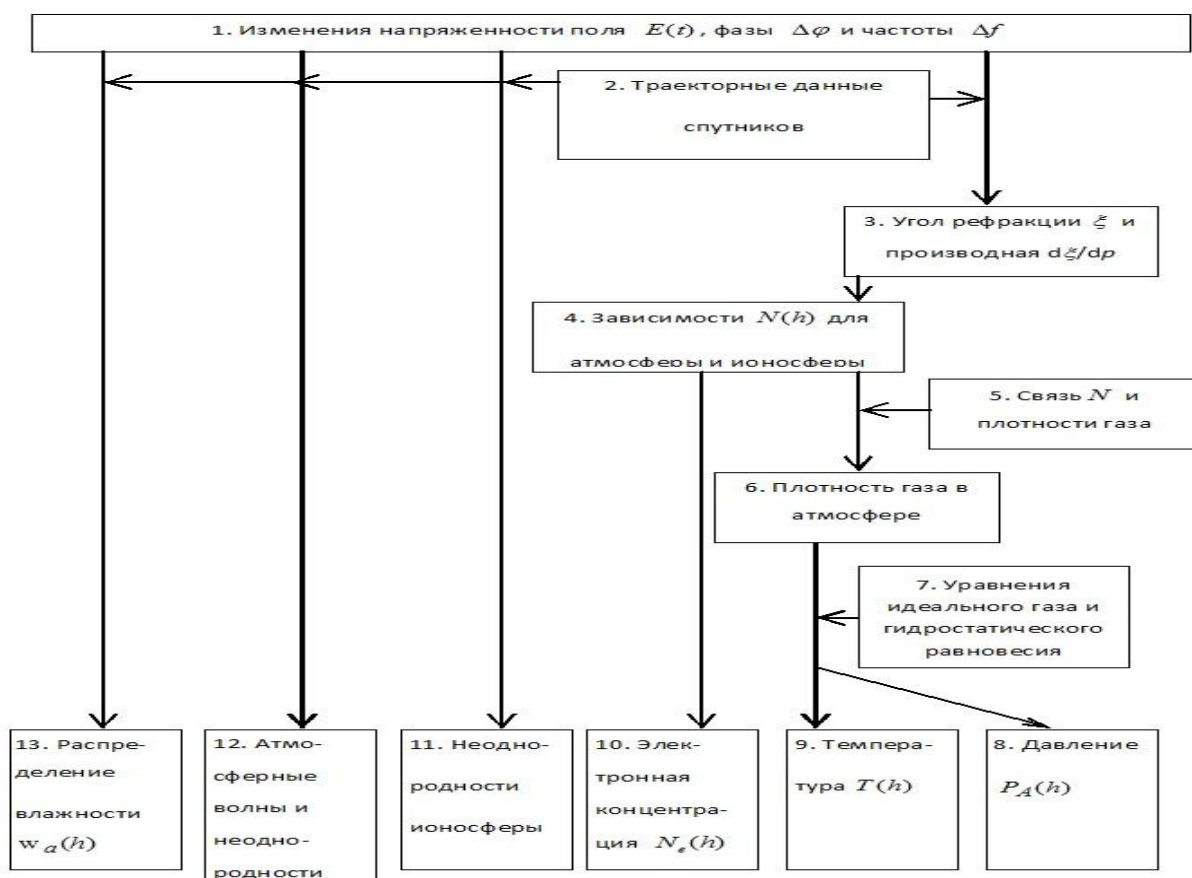 1. Изменения напряженности поля E(t), фазы Δφ и частоты Δf
2. Траекторные данные
спутников
3. Угол рефракции ξ и
производная dξ/dp
4. Зависимости N(h) для
атмосферы и ионосферы
5. Связь N и
плотности газа
6. Плотность газа в
атмосфере
7. Уравнения
идеального газа и
гидростатического
равновесия
13. Распре-
деление
влажности
w a(h)
12. Атмо-
сферные
волны и
неодно-
родности
11. Неодно-
родности
ионосферы
10. Элек-
тронная
концентра-
ция Ne(h)
9. Темпера-
тура T(h)
8. Давление
PA(h)